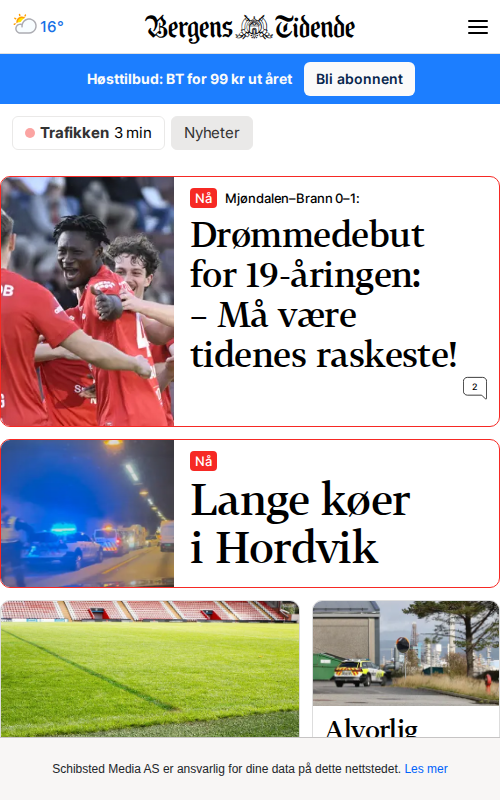 16°
Bergens Tidende
Høsttilbud: BT for 99 kr ut året
Bli abonnent
Trafikken 3 min
Nyheter
Nå Mjøndalen–Brann 0–1:
Drømmedebut
for 19-åringen:
– Må være
tidenes raskeste!
2
Nå
Lange køer
i Hordvik
Alvorlig
Schibsted Media AS er ansvarlig for dine data på dette nettstedet. Les mer